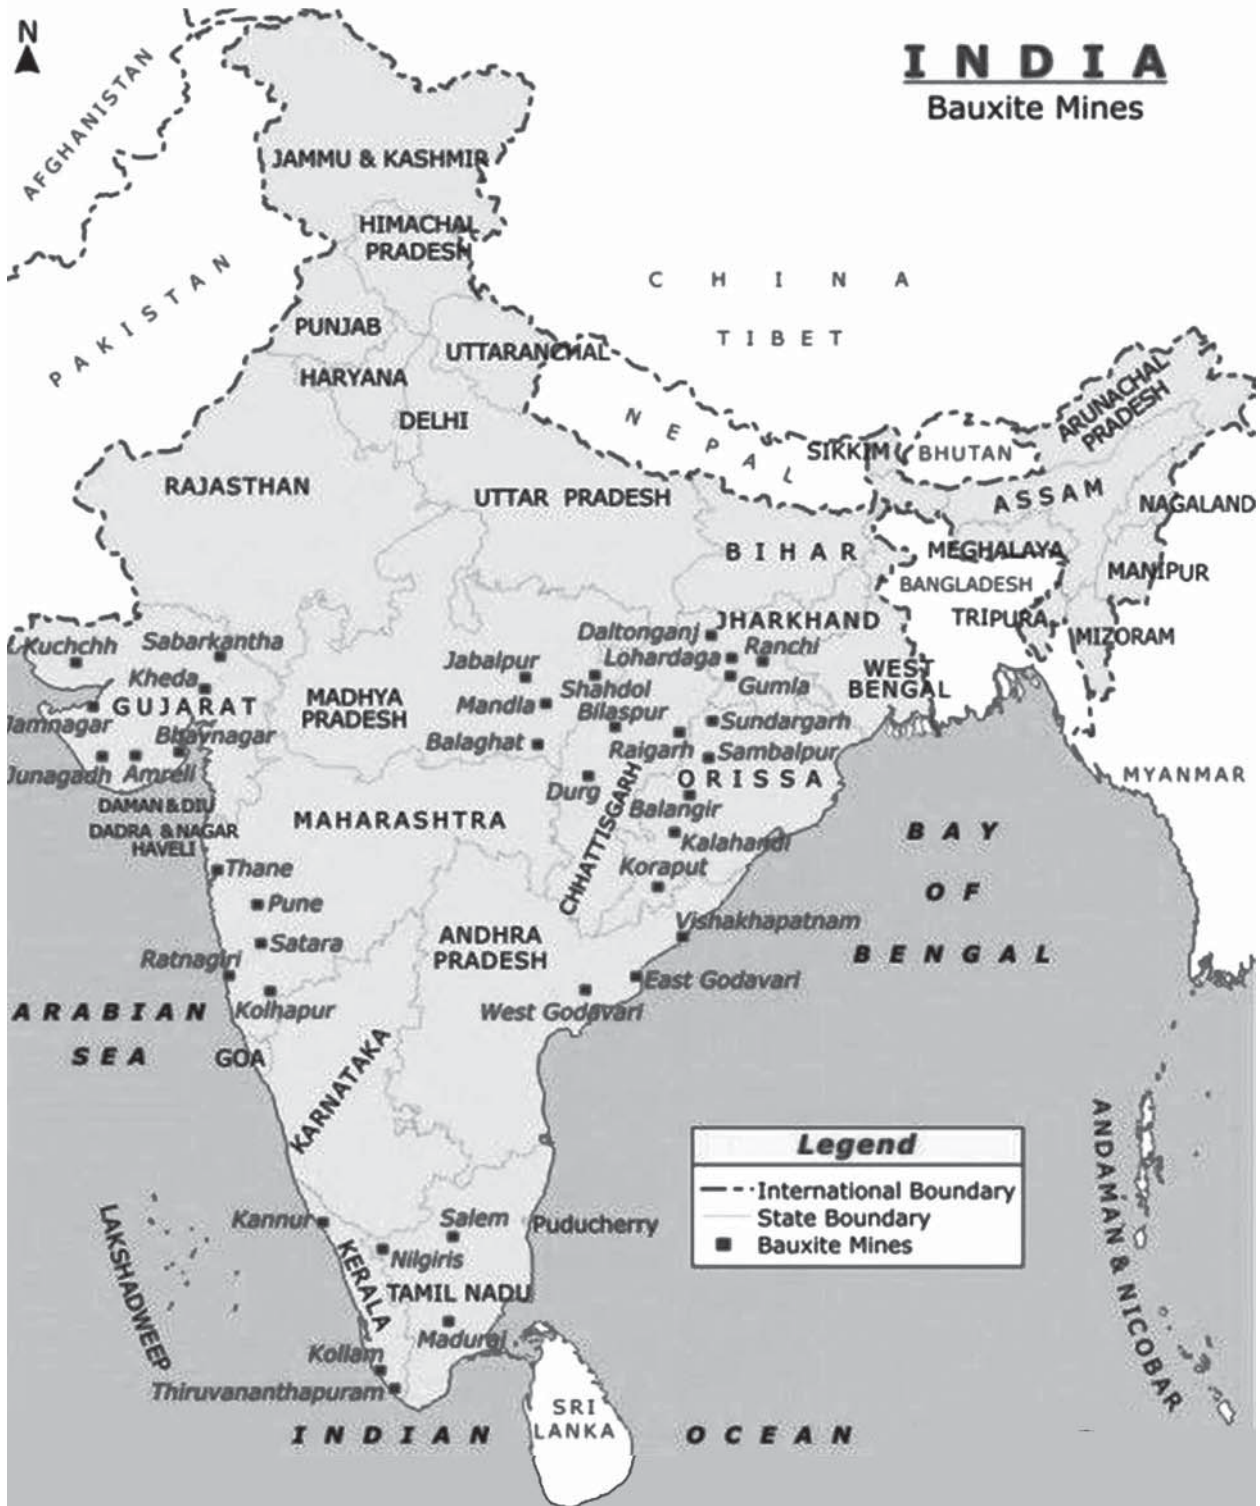 N
I N D I A
Bauxite Mines
AFGHANISTAN
JAMMU & KASHMIR
HIMACHAL
PRADESH
PAKISTAN
C H I N A
TIBET
PUNJAB
UTTARANCHAL
HARYANA
DELHI
NEPAL
SIKKIM
BHUTAN
ARUNACHAL
PRADESH
RAJASTHAN
UTTAR PRADESH
ASSAM
NAGALAND
BIHAR
MEGHALAYA
MANIPUR
BANGLADESH
TRIPURA
MIZORAM
JHARKHAND
Kuchchh
Sabarkantha
Daltonganj
Ranchi
Lohardaga
WEST
BENGAL
Jabalpur
Kheda
Shahdol
Gumla
GUJARAT
MADHYA
PRADESH
Mandla
Bilaspur
Sundargarh
Jamnagar
Bhavnagar
Balaghat
Raigarh
Sambalpur
Junagadh
Amreli
Durg
ORISSA
MYANMAR
DAMAN & DIU
DADRA & NAGAR
HAVELI
MAHARASHTRA
CHHATTISGARH
Balangir
Kalahandi
Koraput
BAY
OF
BENGAL
Thane
Pune
Satara
Ratnagiri
Kolhapur
ANDHRA
PRADESH
Vishakhapatnam
East Godavari
West Godavari
ARABIAN
SEA
GOA
KARNATAKA
Legend
International Boundary
State Boundary
Bauxite Mines
ANDAMAN & NICOBAR
LAKSHADWEEP
Kannur
Salem
Puducherry
Nilgiris
KERALA
TAMIL NADU
Madurai
Kollam
Thiruvananthapuram
SRI
LANKA
INDIAN OCEAN